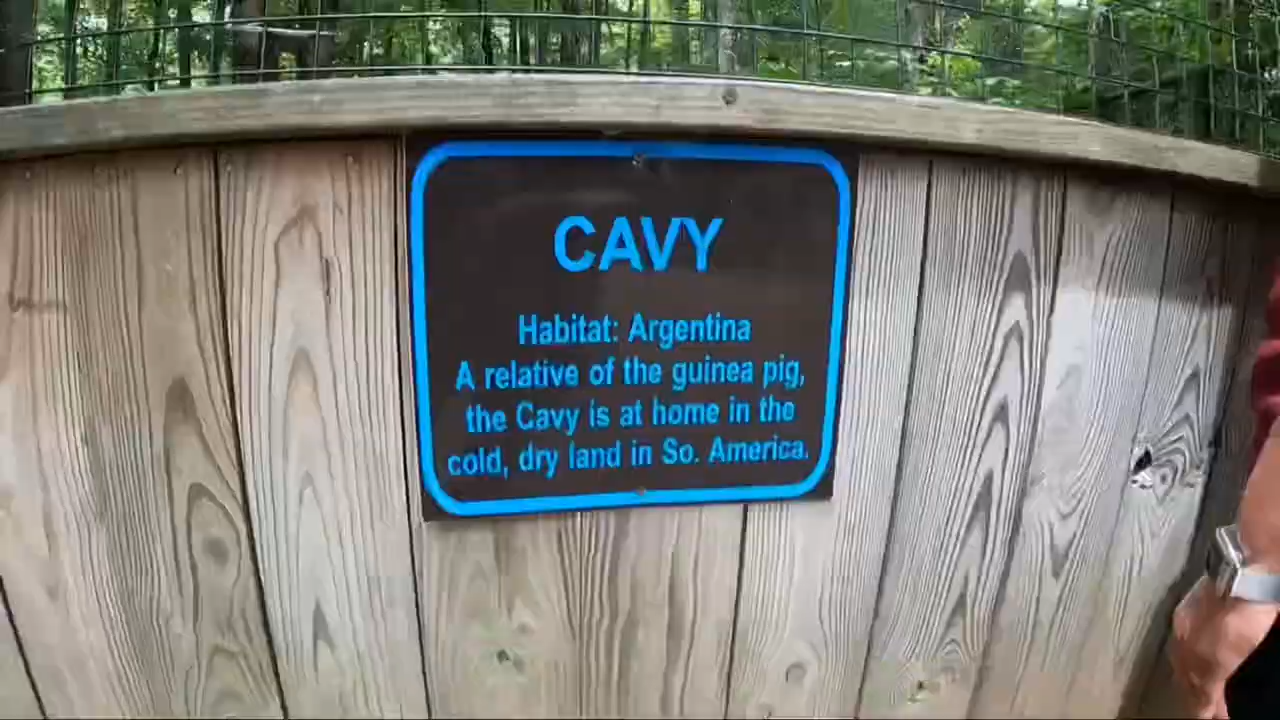 CAVY
Habitat: Argentina
A relative of the guinea pig,
the Cavy is at home in the
cold, dry land in So. America.